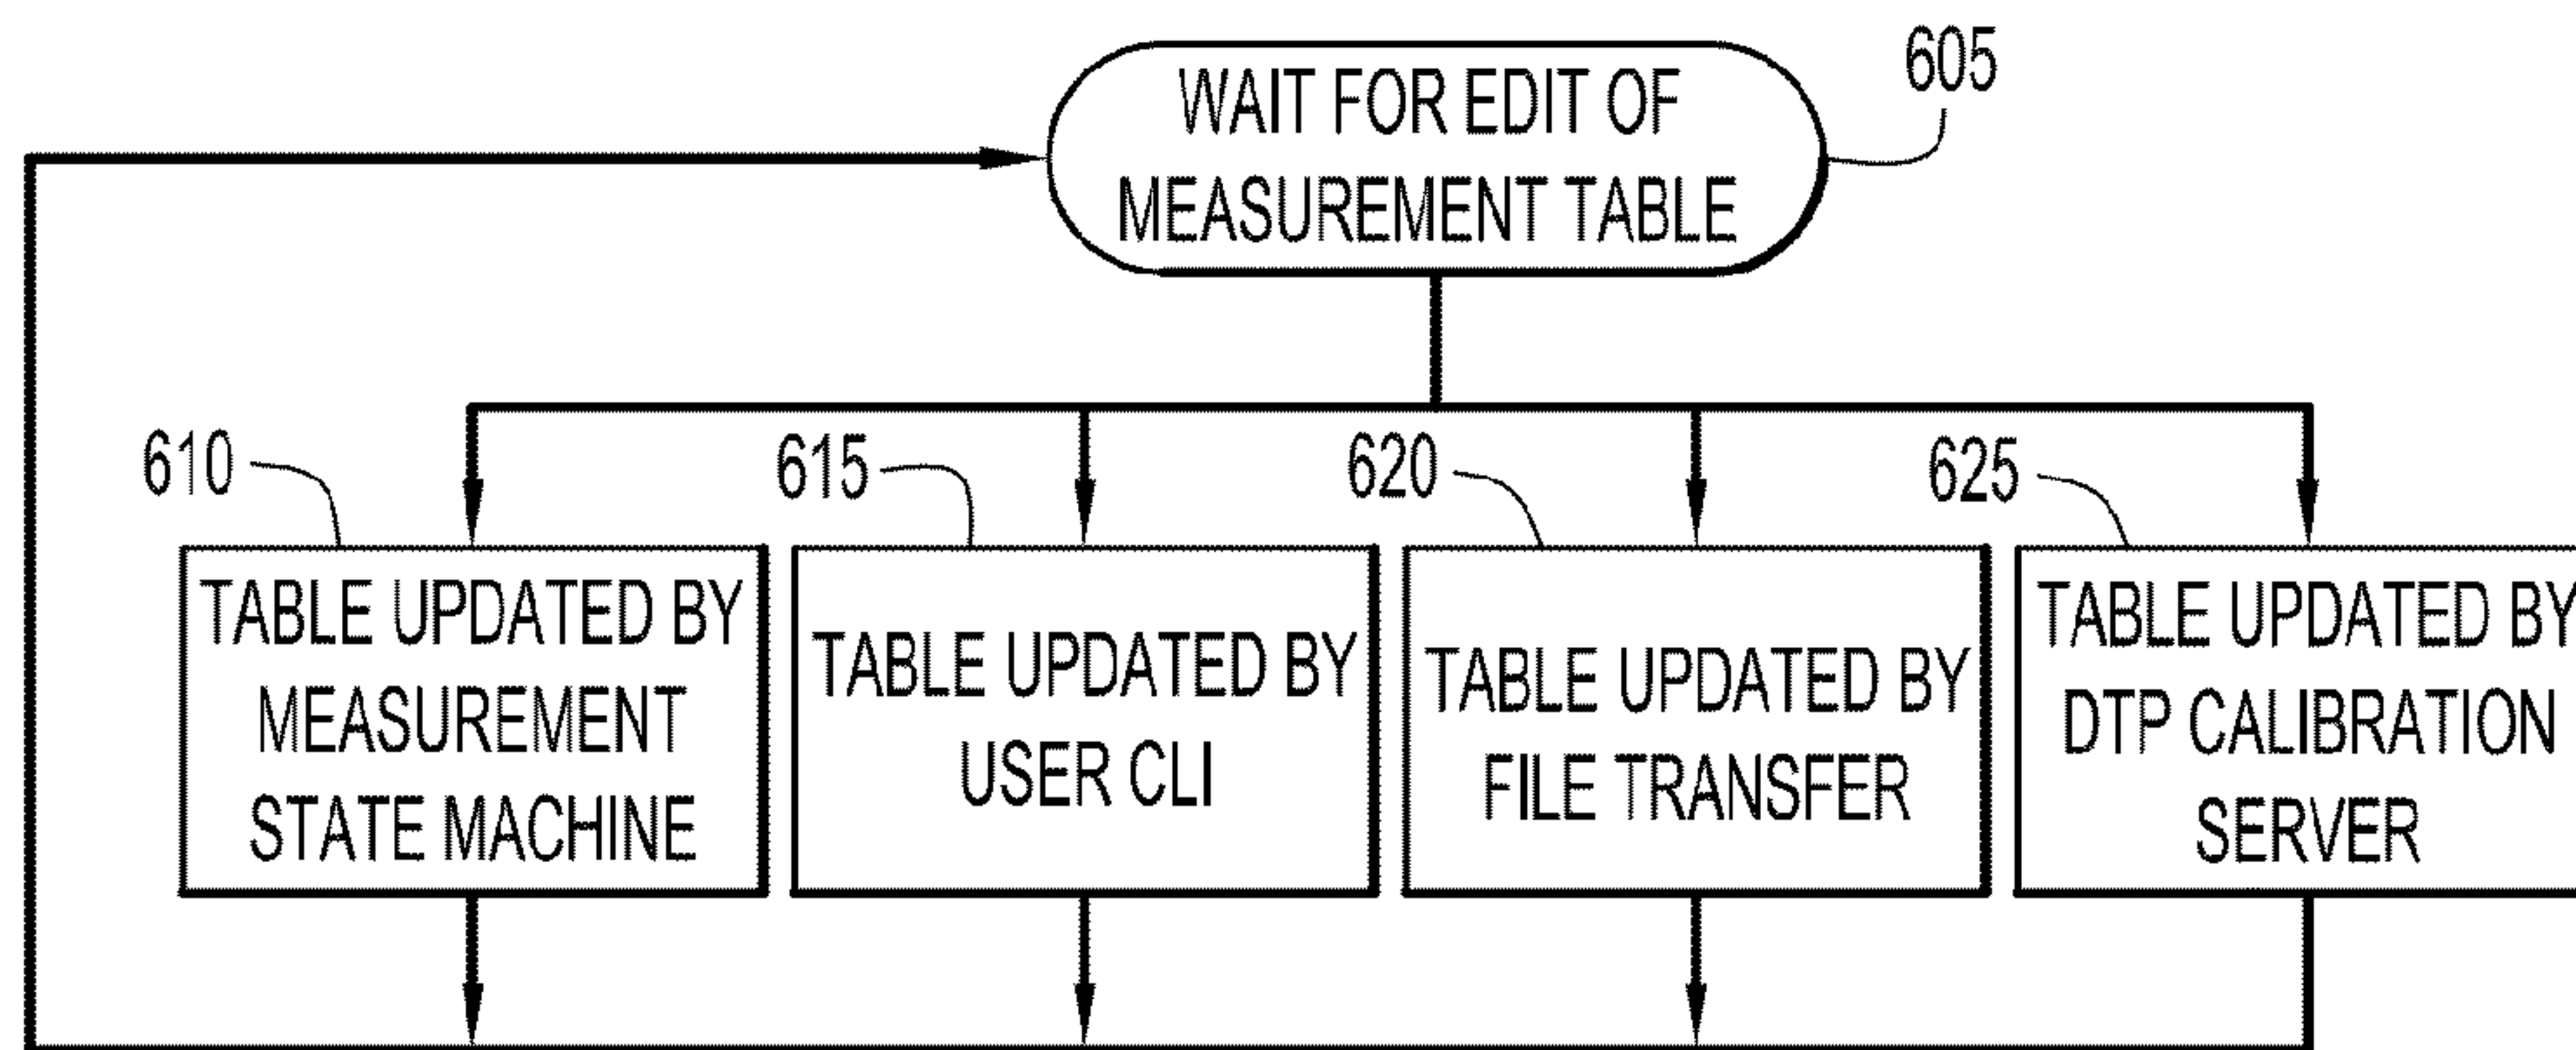 WAIT FOR EDIT OF
MEASUREMENT TABLE
605
610
TABLE UPDATED BY
MEASUREMENT
STATE MACHINE
615
TABLE UPDATED BY
USER CLI
620
TABLE UPDATED BY
FILE TRANSFER
625
TABLE UPDATED BY
DTP CALIBRATION
SERVER